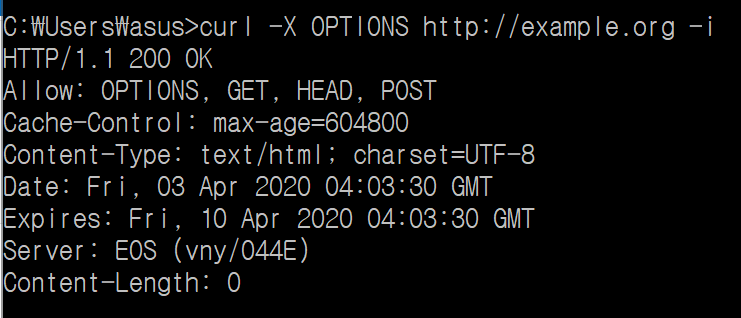 C:₩Users₩asus>curl -X OPTIONS http://example.org -i
HTTP/1.1 200 OK
Allow: OPTIONS, GET, HEAD, POST
Cache-Control: max-age=604800
Content-Type: text/html; charset=UTF-8
Date: Fri, 03 Apr 2020 04:03:30 GMT
Expires: Fri, 10 Apr 2020 04:03:30 GMT
Server: EOS (vny/044E)
Content-Length: 0